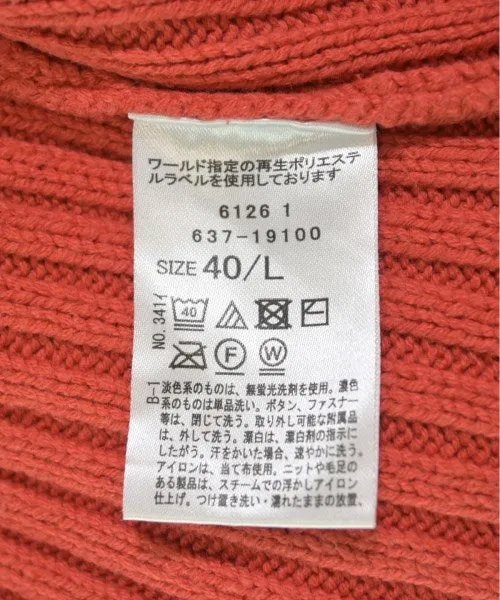 ワールド指定の再生ポリエステ
ルラベルを使用しております
6126 1
637-19100
SIZE 40/L
NO. 3414
40
F
W
B-1
淡色系のものは、無蛍光洗剤を使用。濃色
系のものは単品洗い。ボタン、ファスナー
等は、閉じて洗う。取り外し可能な附属品
は、外して洗う。漂白は、漂白剤の指示に
したがう。汗をかいた場合、速やかに洗う。
アイロンは、当て布使用。ニットや毛足の
ある製品は、スチームでの浮かしアイロン
仕上げ。つけ置き洗い・濡れたままの放置、